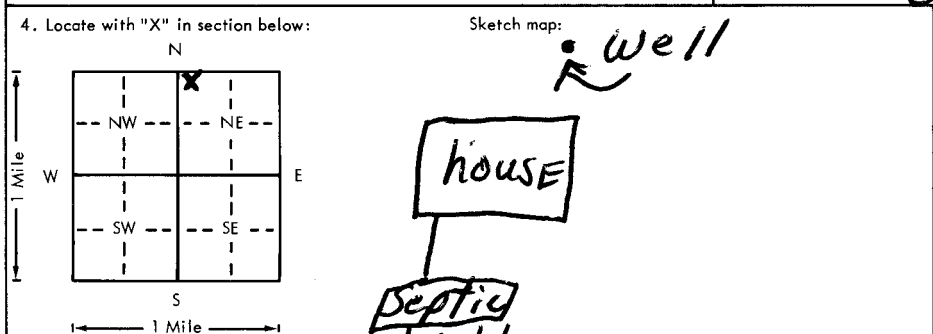 4. Locate with "X" in section below:
Sketch map:
well
N
X
NW
NE
house
1 Mile
W
E
SW
SE
S
Septic
1 Mile